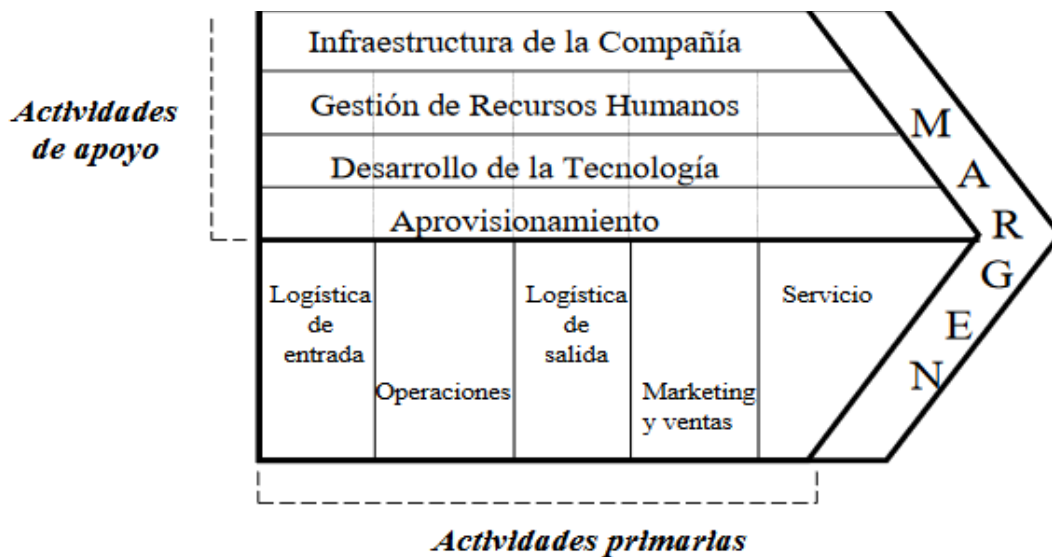 Infraestructura de la Compañía
Gestión de Recursos Humanos
Desarrollo de la Tecnología
Aprovisionamiento
Actividades
de apoyo
Logística
de
entrada
Operaciones
Logística
de
salida
Marketing
y ventas
Servicio
MARGEN
Actividades primarias